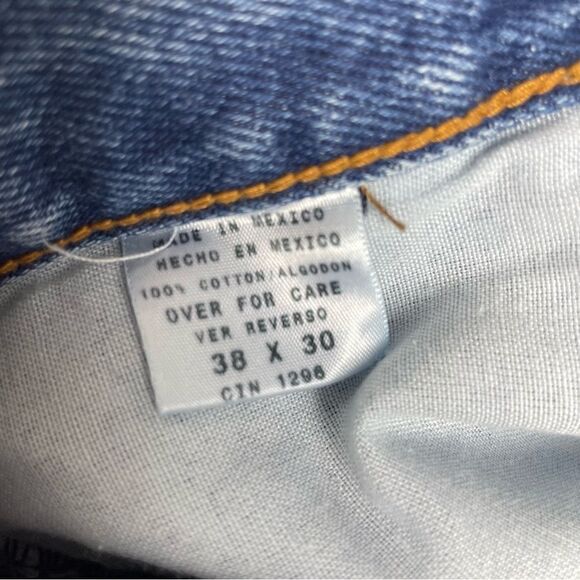 MADE IN MEXICO
HECHO EN MEXICO
100% COTTON/ALGODON
OVER FOR CARE
VER REVERSO
38 X 30
CIN 1296